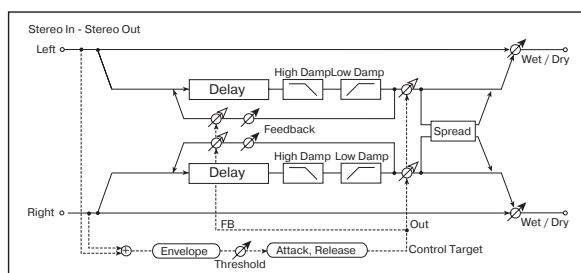 Stereo In - Stereo Out
Left
Wet / Dry
High Damp Low Damp
Delay
Feedback
Spread
High Damp Low Damp
Delay
Right
FB
Out
Wet / Dry
+
Envelope
Threshold
Attack, Release
Control Target